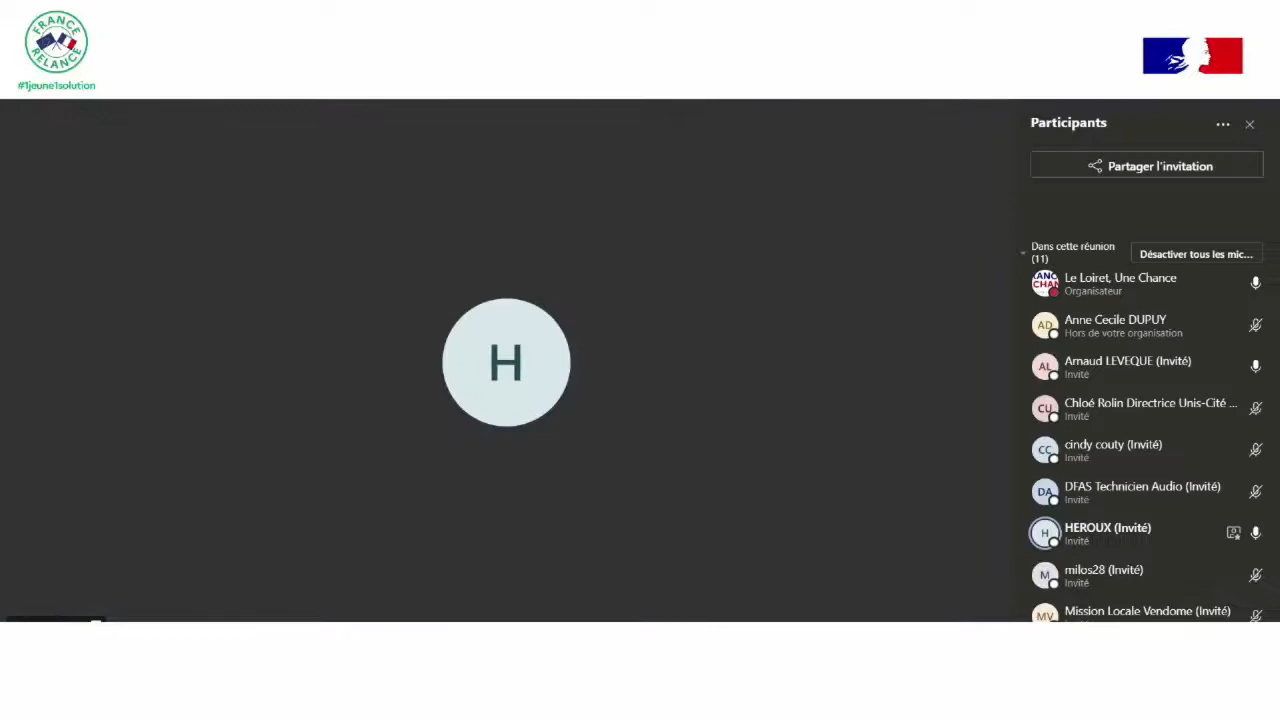 FRANCE
RELANCE
#1jeune1solution
Participants
Partager l'invitation
Dans cette réunion
(11)
Désactiver tous les mic...
Le Loiret, Une Chance
Organisateur
AD
Anne Cecile DUPUY
Hors de votre organisation
AL
Arnaud LEVEQUE (Invité)
Invité
CU
Chloé Rolin Directrice Unis-Cité ...
Invité
CC
cindy couty (Invité)
Invité
DA
DFAS Technicien Audio (Invité)
Invité
H
H
HEROUX (Invité)
Invité
M
milos28 (Invité)
Invité
MV
Mission Locale Vendome (Invité)